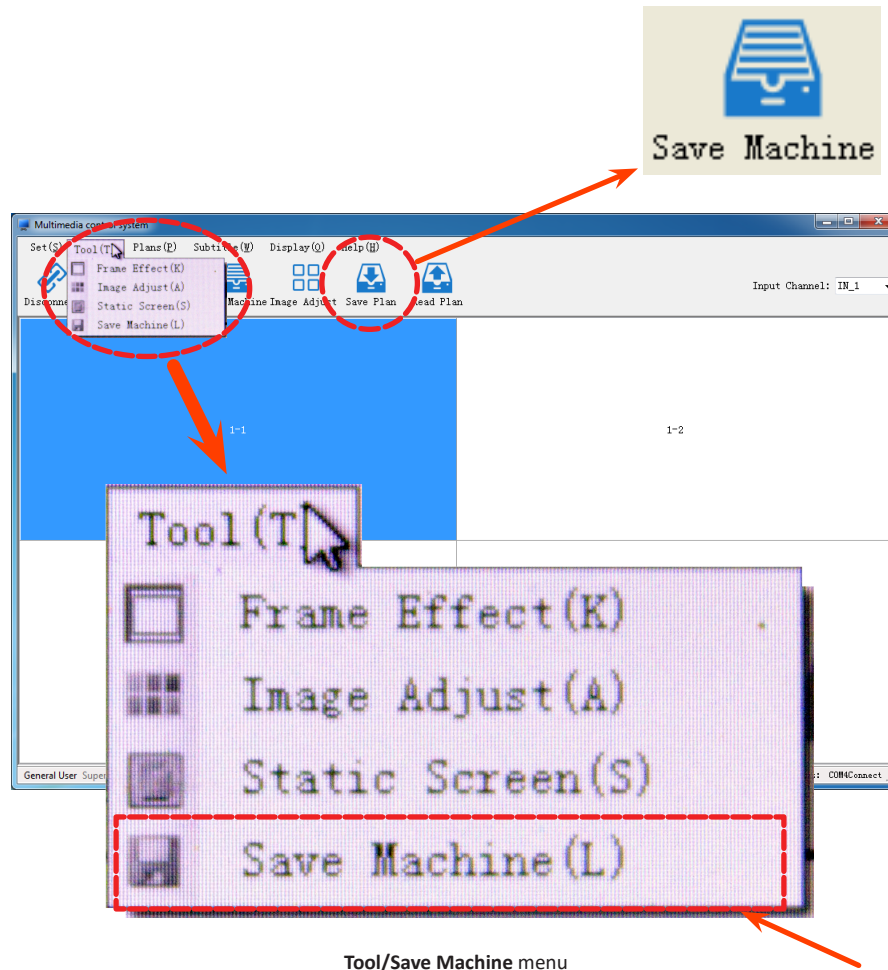 Save Machine
Multimedia control system
Set(S) Tool(T) Plans(P) Subtitle(V) Display(O) Help(H)
Frame Effect(K)
Image Adjust(A)
Static Screen(S)
Save Machine(L)
Machine Image Adjust Save Plan Read Plan
Input Channel: IN_1
1-1
1-2
Tool(T
Frame Effect(K)
Image Adjust(A)
Static Screen(S)
Save Machine(L)
General User
COM4Connect
Tool/Save Machine menu